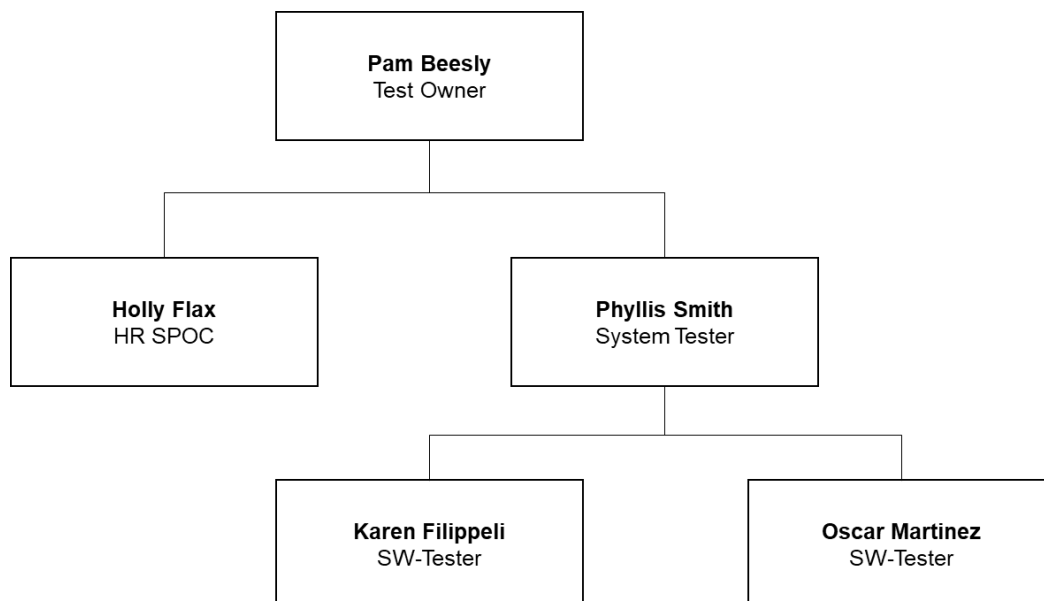 Pam Beesly
Test Owner
Holly Flax
HR SPOC
Phyllis Smith
System Tester
Karen Filippeli
SW-Tester
Oscar Martinez
SW-Tester